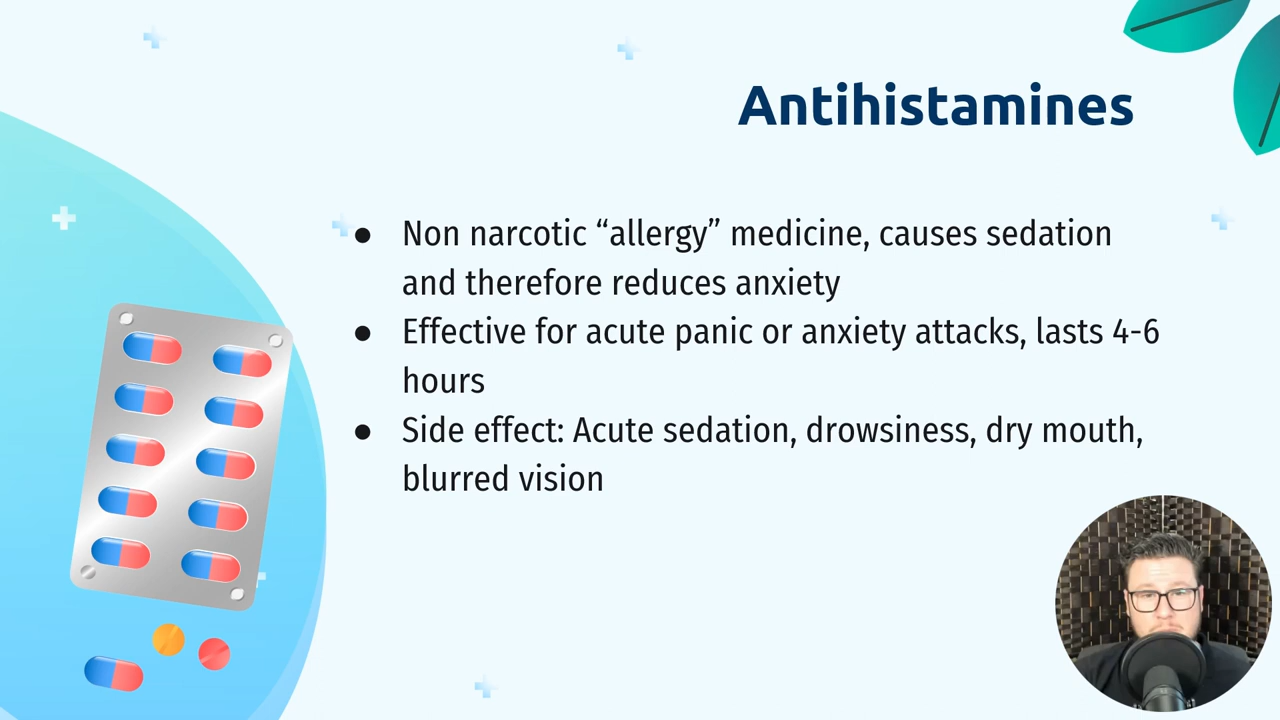 Antihistamines
● Non narcotic “allergy” medicine, causes sedation
and therefore reduces anxiety
● Effective for acute panic or anxiety attacks, lasts 4-6
hours
● Side effect: Acute sedation, drowsiness, dry mouth,
blurred vision